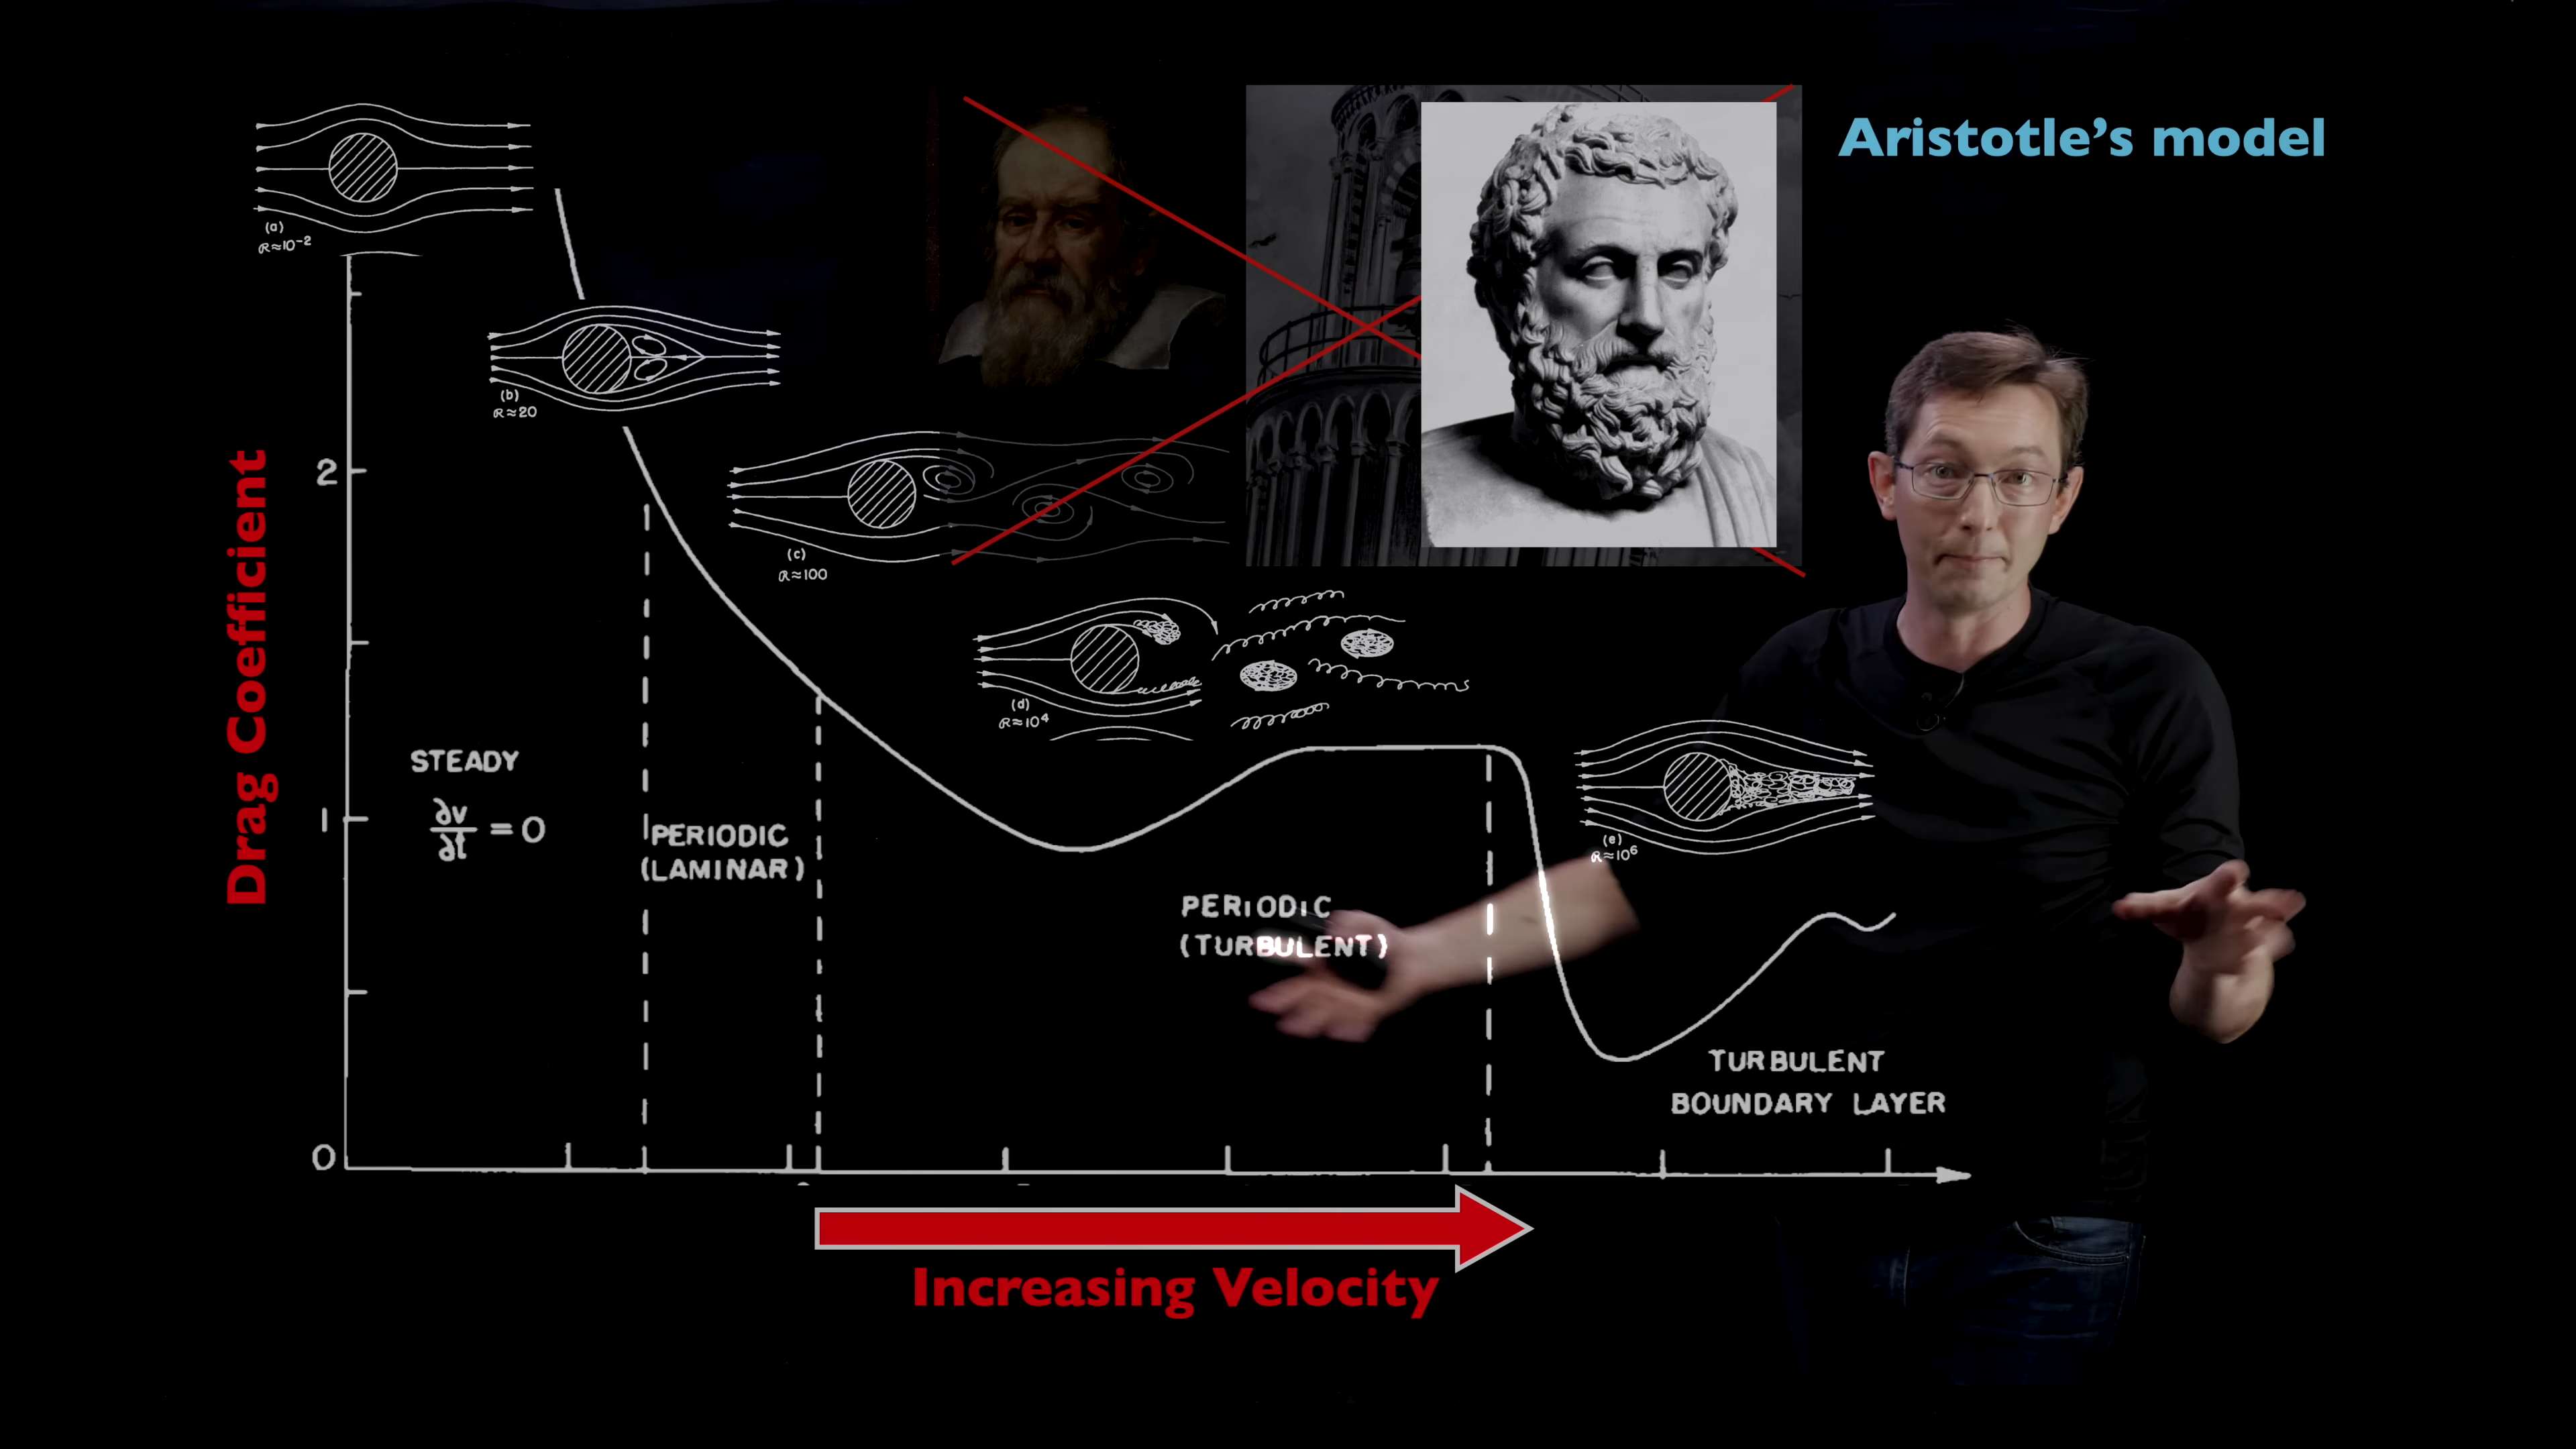 Aristotle’s model
(a)
R≈10-2
(b)
R≈20
(c)
R≈100
(d)
R≈10⁴
(e)
R≈10⁶
Drag Coefficient
2
1
0
STEADY
∂v/∂t = 0
PERIODIC
(LAMINAR)
PERIODIC
(TURBULENT)
TURBULENT
BOUNDARY LAYER
Increasing Velocity